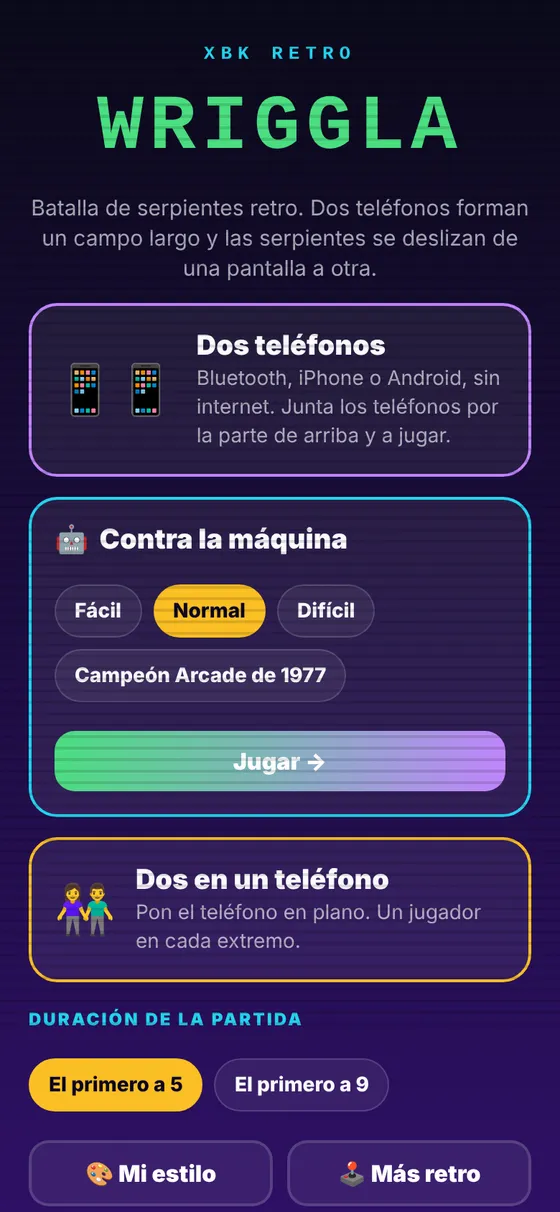 XBK RETRO
WRIGGLA
Batalla de serpientes retro. Dos teléfonos forman
un campo largo y las serpientes se deslizan de
una pantalla a otra.
Dos teléfonos
Bluetooth, iPhone o Android, sin
internet. Junta los teléfonos por
la parte de arriba y a jugar.
Contra la máquina
Fácil
Normal
Difícil
Campeón Arcade de 1977
Jugar →
Dos en un teléfono
Pon el teléfono en plano. Un jugador
en cada extremo.
DURACIÓN DE LA PARTIDA
El primero a 5
El primero a 9
Mi estilo
Más retro